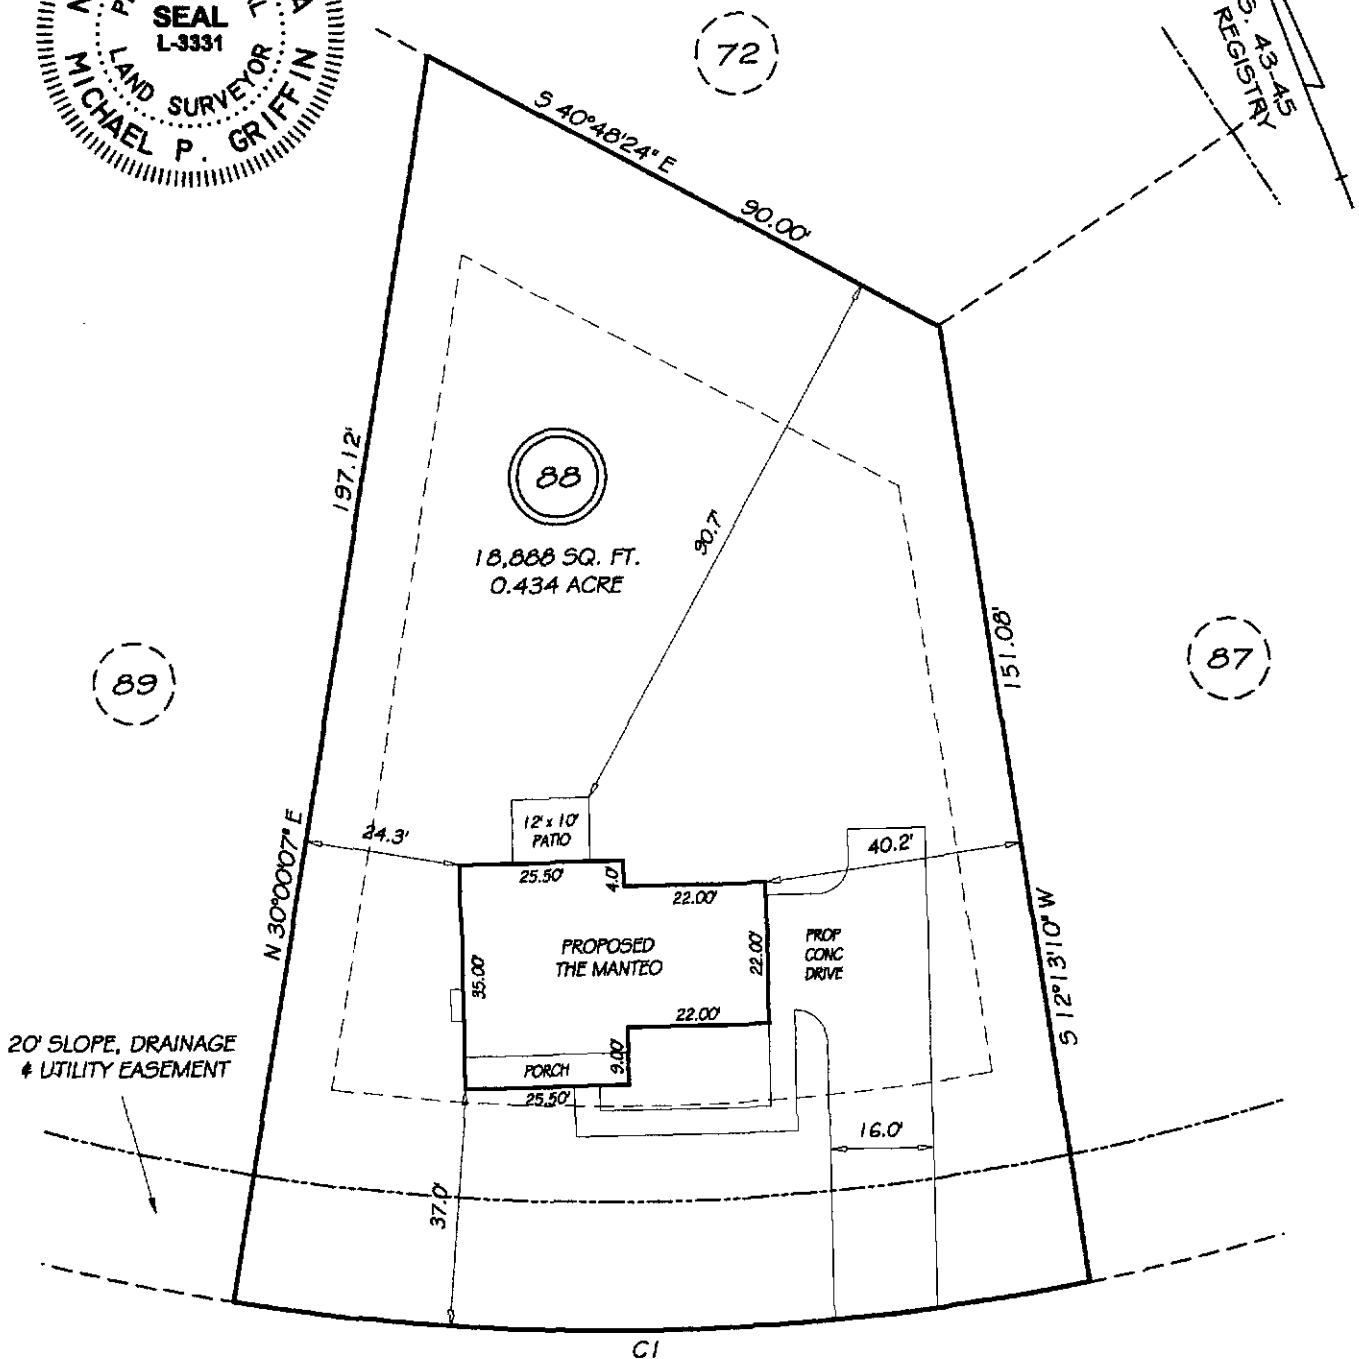 SEAL
L-3331
LAND SURVEYOR
MICHAEL P. GRIFFIN
72
43-45
REGISTRY
S 40°48'24" E
90.00'
197.12'
88
18,888 SQ. FT.
0.434 ACRE
90.7'
151.08'
89
87
N 30°00'07" E
24.3'
12' x 10'
PATIO
40.2'
25.50'
4.0'
22.00'
PROPOSED
THE MANTEO
35.00'
22.00'
PROP
CONC
DRIVE
S 12°13'10" W
22.00'
9.00'
PORCH
25.50'
20' SLOPE, DRAINAGE
& UTILITY EASEMENT
16.0'
37.0'
C1